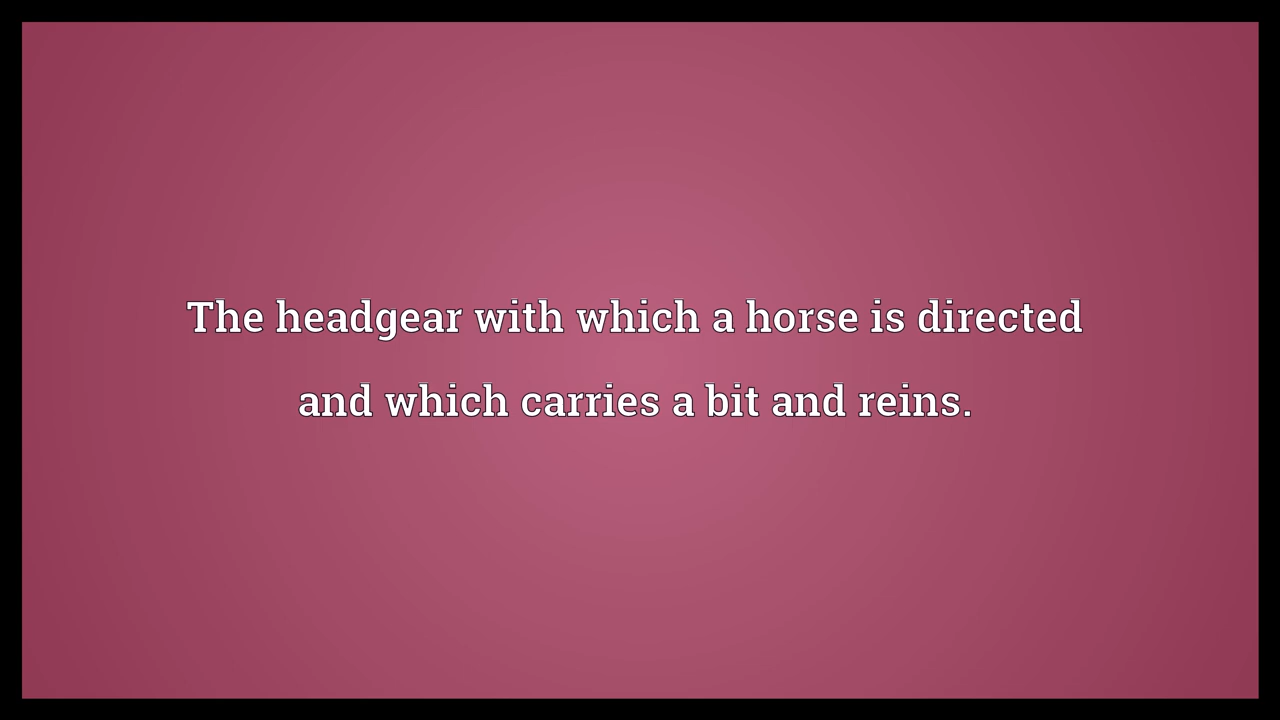 The headgear with which a horse is directed
and which carries a bit and reins.